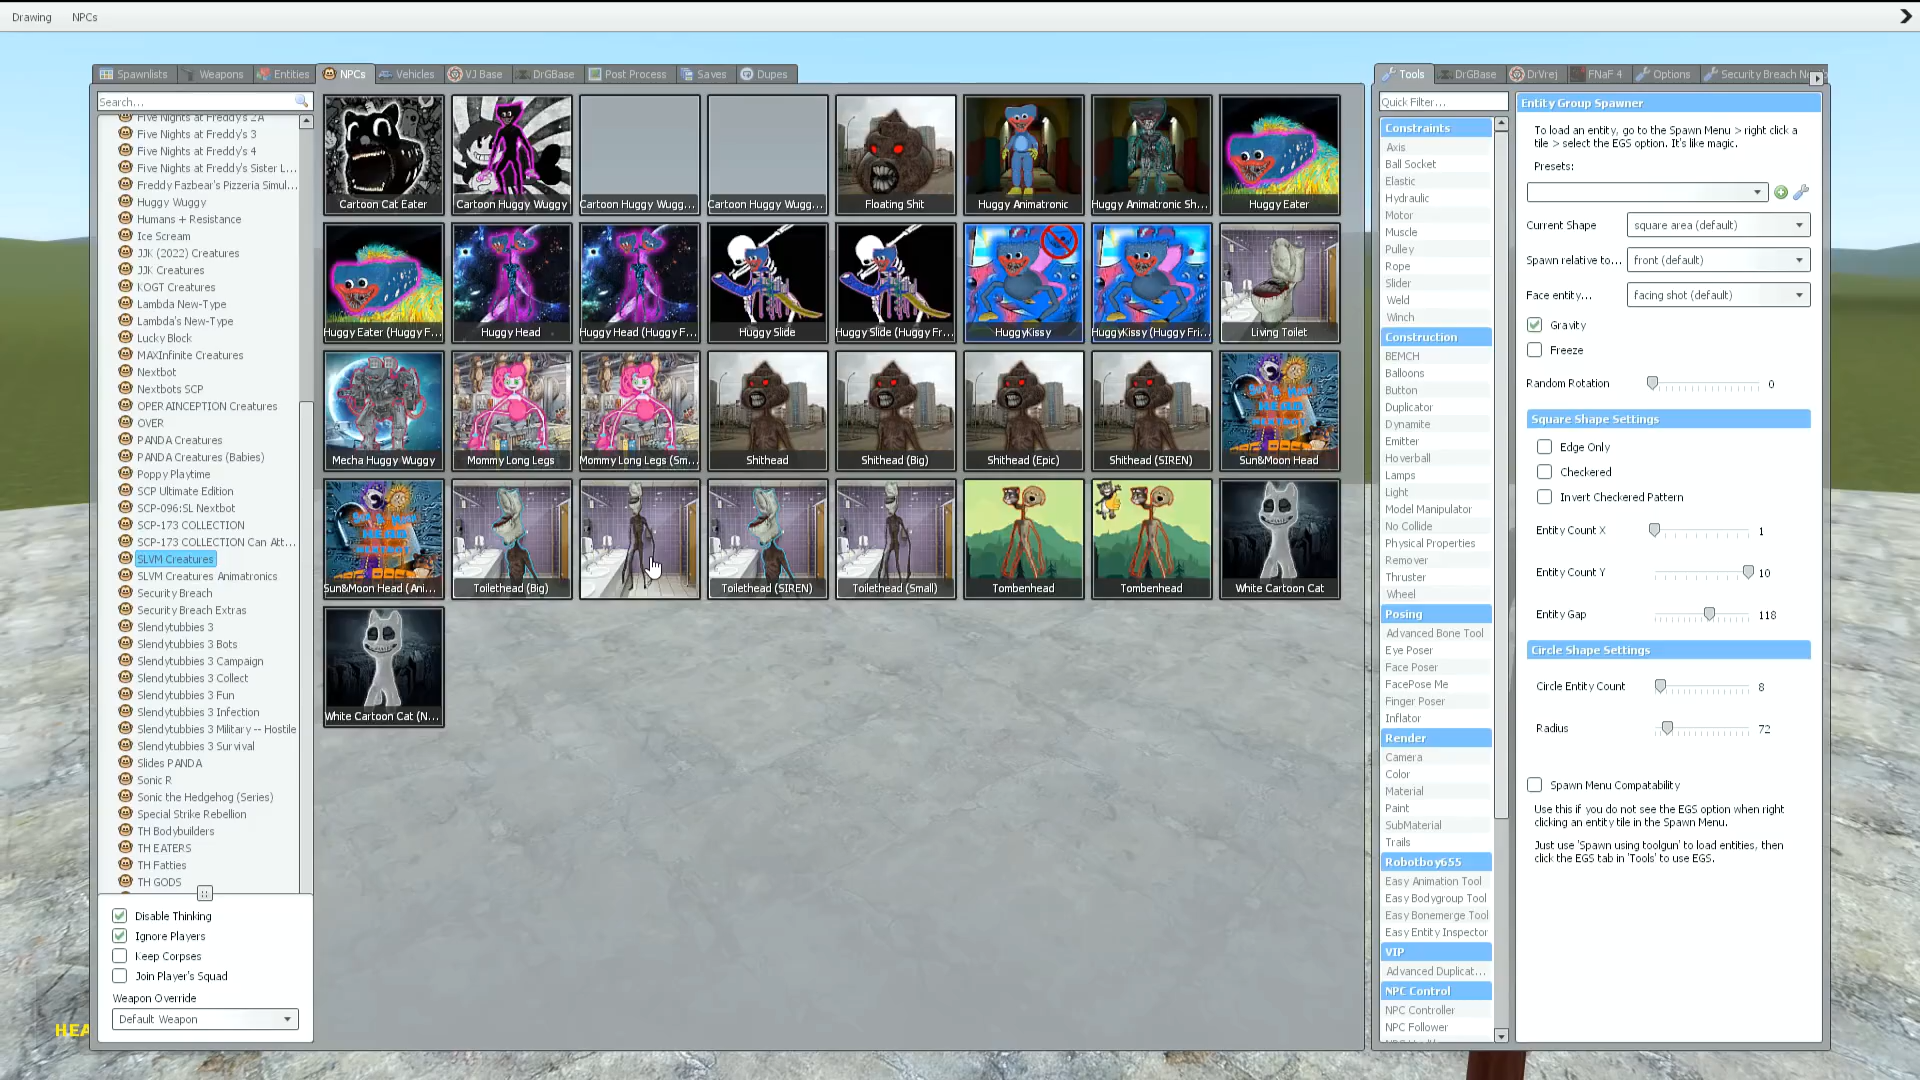 Drawing NPCs
Spawnlists Weapons Entities NPCs Vehicles VJ Base DrGBase Post Process Saves Dupes
Search...
Five Nights at Freddy's 2A
Five Nights at Freddy's 3
Five Nights at Freddy's 4
Five Nights at Freddy's Sister L...
Freddy Fazbear's Pizzeria Simul...
Huggy Wuggy
Humans + Resistance
Ice Scream
JJK (2022) Creatures
JJK Creatures
KOGT Creatures
Lambda New-Type
Lambda's New-Type
Lucky Block
MAXInfinite Creatures
Nextbot
Nextbots SCP
OPERAINCEPTION Creatures
OVER
PANDA Creatures
PANDA Creatures (Babies)
Poppy Playtime
SCP Ultimate Edition
SCP-096:SL Nextbot
SCP-173 COLLECTION
SCP-173 COLLECTION Can Att...
SLVM Creatures
SLVM Creatures Animatronics
Security Breach
Security Breach Extras
Slendytubbies 3
Slendytubbies 3 Bots
Slendytubbies 3 Campaign
Slendytubbies 3 Collect
Slendytubbies 3 Fun
Slendytubbies 3 Infection
Slendytubbies 3 Military -- Hostile
Slendytubbies 3 Survival
Slides PANDA
Sonic R
Sonic the Hedgehog (Series)
Special Strike Rebellion
TH Bodybuilders
TH EATERS
TH Fatties
TH GODS
Disable Thinking
Ignore Players
Keep Corpses
Join Player's Squad
Weapon Override
Default Weapon
HEA
Cartoon Cat Eater Cartoon Huggy Wuggy Cartoon Huggy Wugg... Cartoon Huggy Wugg... Floating Shit Huggy Animatronic Huggy Animatronic Sh... Huggy Eater
Huggy Eater (Huggy F... Huggy Head Huggy Head (Huggy F... Huggy Slide Huggy Slide (Huggy Fr... HuggyKissy HuggyKissy (Huggy Fri... Living Toilet
Mecha Huggy Wuggy Mommy Long Legs Mommy Long Legs (Sm... Shithead Shithead (Big) Shithead (Epic) Shithead (SIREN) Sun&Moon Head
Sun&Moon Head (Ani... Toilethead (Big) Toilethead (SIREN) Toilethead (Small) Tombenhead Tombenhead White Cartoon Cat
White Cartoon Cat (N...
Tools DrGBase DrVrej FNaF 4 Options Security Breach N
Quick Filter...
Constraints
Axis
Ball Socket
Elastic
Hydraulic
Motor
Muscle
Pulley
Rope
Slider
Weld
Winch
Construction
BEMCH
Balloons
Button
Duplicator
Dynamite
Emitter
Hoverball
Lamps
Light
Model Manipulator
No Collide
Physical Properties
Remover
Thruster
Wheel
Posing
Advanced Bone Tool
Eye Poser
Face Poser
FacePose Me
Finger Poser
Inflator
Render
Camera
Color
Material
Paint
SubMaterial
Trails
Robotboy655
Easy Animation Tool
Easy Bodygroup Tool
Easy Bonemerge Tool
Easy Entity Inspector
VIP
Advanced Duplicat...
NPC Control
NPC Controller
NPC Follower
Entity Group Spawner
To load an entity, go to the Spawn Menu > right click a
tile > select the EGS option. It's like magic.
Presets:
Current Shape square area (default)
Spawn relative to... front (default)
Face entity... facing shot (default)
Gravity
Freeze
Random Rotation 0
Square Shape Settings
Edge Only
Checkered
Invert Checkered Pattern
Entity Count X 1
Entity Count Y 10
Entity Gap 118
Circle Shape Settings
Circle Entity Count 8
Radius 72
Spawn Menu Compatability
Use this if you do not see the EGS option when right
clicking an entity tile in the Spawn Menu.
Just use 'Spawn using toolgun' to load entities, then
click the EGS tab in 'Tools' to use EGS.